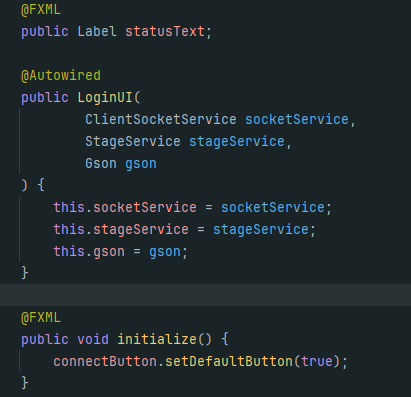 @FXML
public Label statusText;
@Autowired
public LoginUI(
ClientSocketService socketService,
StageService stageService,
Gson gson
) {
this.socketService = socketService;
this.stageService = stageService;
this.gson = gson;
}
@FXML
public void initialize() {
connectButton.setDefaultButton(true);
}